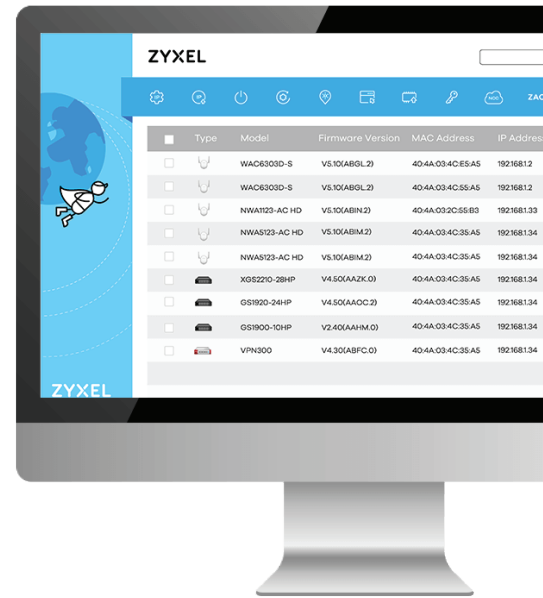 ZYXEL
IP
IP
NCC
ZAC
Type Model Firmware Version MAC Address IP Addres
WAC6303D-S V5.10(ABGL.2) 40:4A:03:4C:E5:A5 192.168.1.2
WAC6303D-S V5.10(ABGL.2) 40:4A:03:4C:55:A5 192.168.1.2
NWA1123-AC HD V5.10(ABIN.2) 40:4A:03:2C:55:B3 192.168.1.33
NWA5123-AC HD V5.10(ABIM.2) 40:4A:03:4C:35:A5 192.168.1.34
NWA5123-AC HD V5.10(ABIM.2) 40:4A:03:4C:35:A5 192.168.1.34
XGS2210-28HP V4.50(AAZK.0) 40:4A:03:4C:35:A5 192.168.1.34
GS1920-24HP V4.50(AAOC.2) 40:4A:03:4C:35:A5 192.168.1.34
GS1900-10HP V2.40(AAHM.0) 40:4A:03:4C:35:A5 192.168.1.34
VPN300 V4.30(ABFC.0) 40:4A:03:4C:35:A5 192.168.1.34
ZYXEL